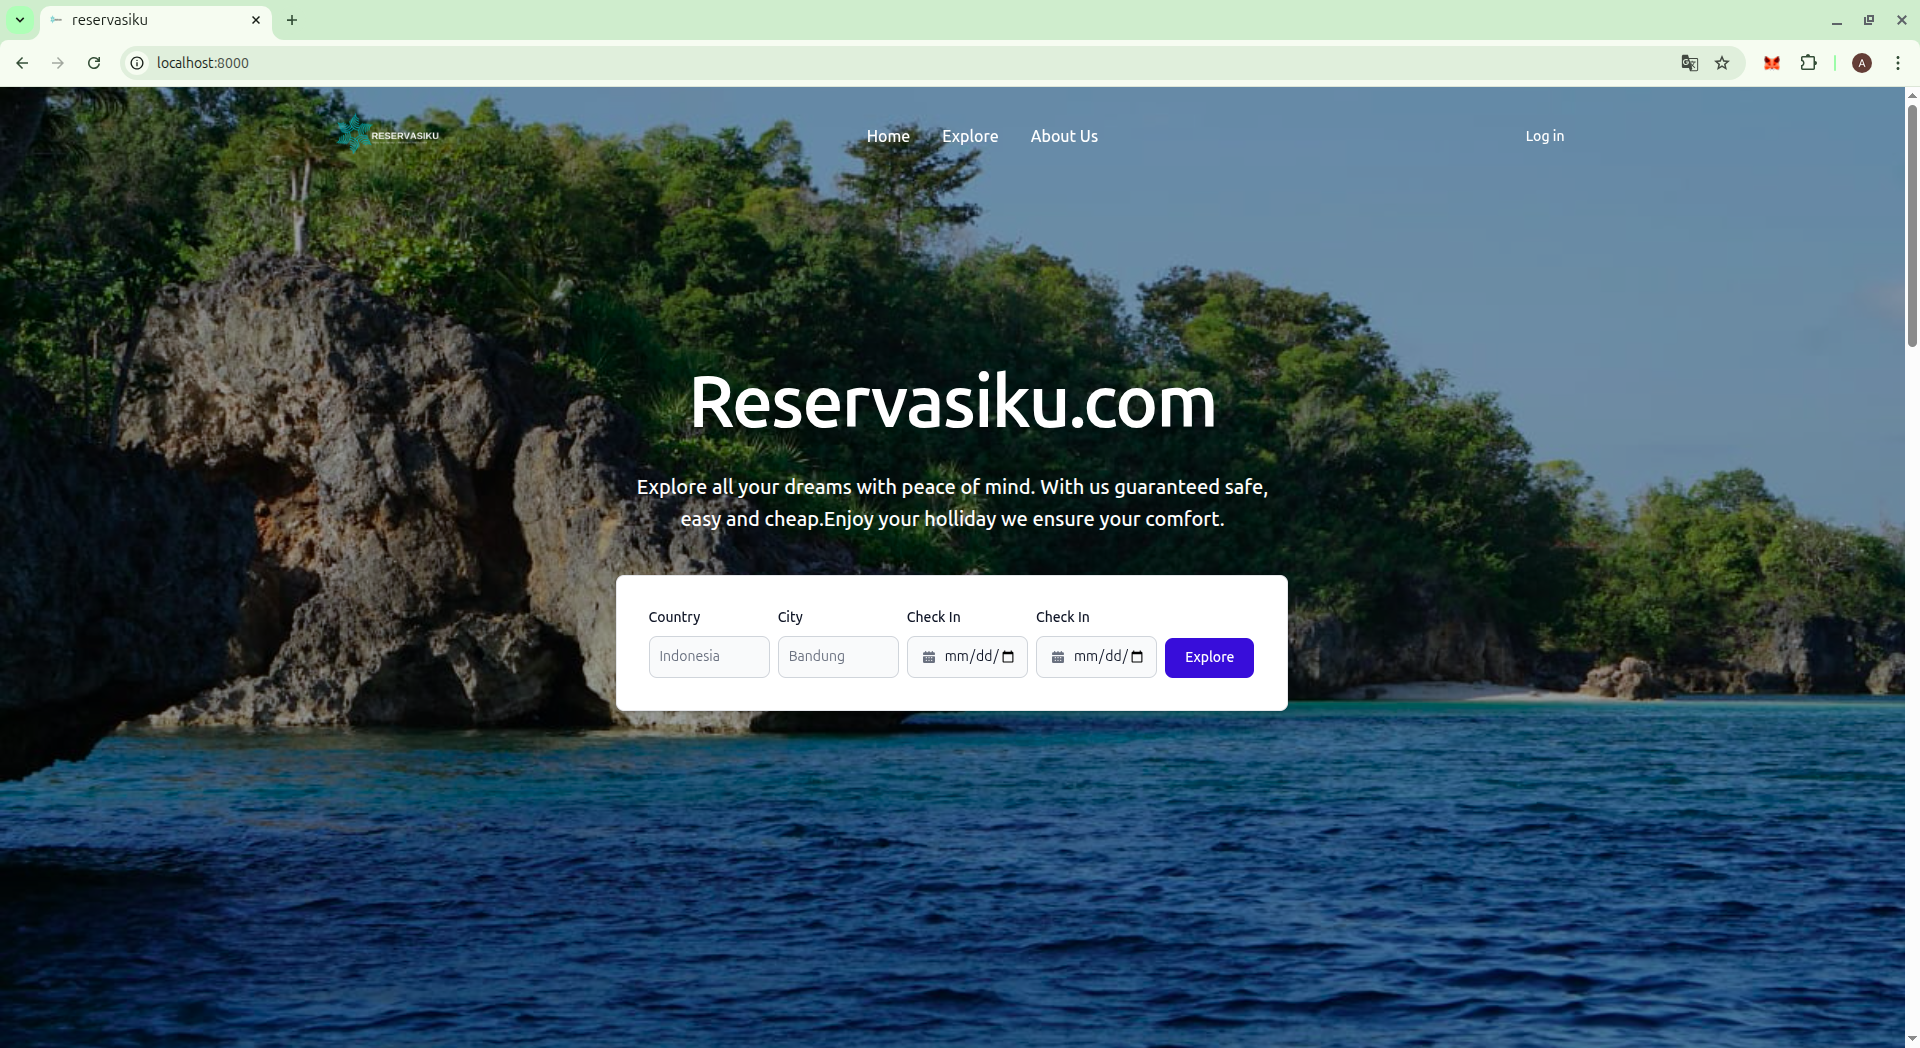 reservasiku
localhost:8000
A
RESERVASIKU
Home Explore About Us
Log in
Reservasiku.com
Explore all your dreams with peace of mind. With us guaranteed safe,
easy and cheap.Enjoy your holliday we ensure your comfort.
Country City Check In Check In
Indonesia Bandung mm/dd/ mm/dd/ Explore